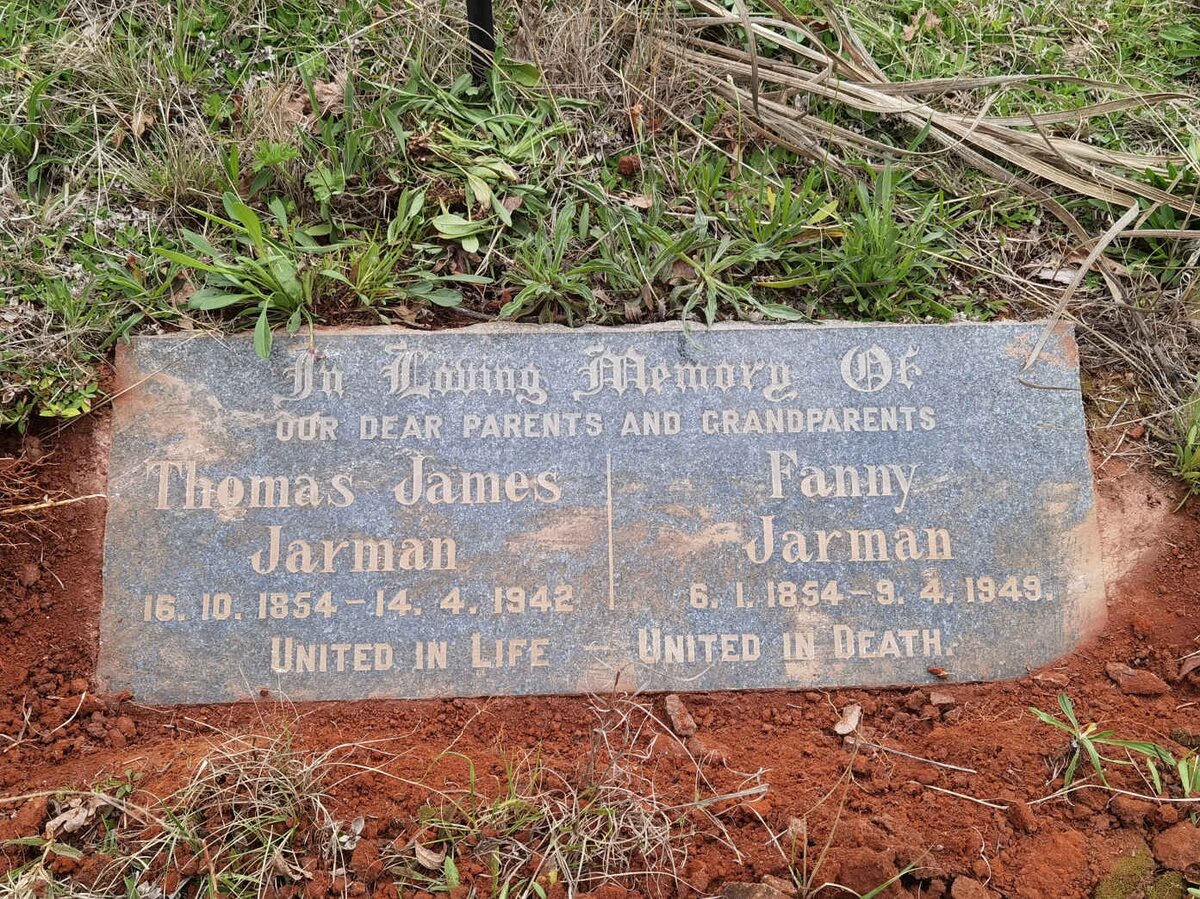 In Loving Memory Of
OUR DEAR PARENTS AND GRANDPARENTS
Thomas James
Jarman
16. 10. 1854 – 14. 4. 1942
Fanny
Jarman
6. 1. 1854 – 9. 4. 1949.
UNITED IN LIFE – UNITED IN DEATH.